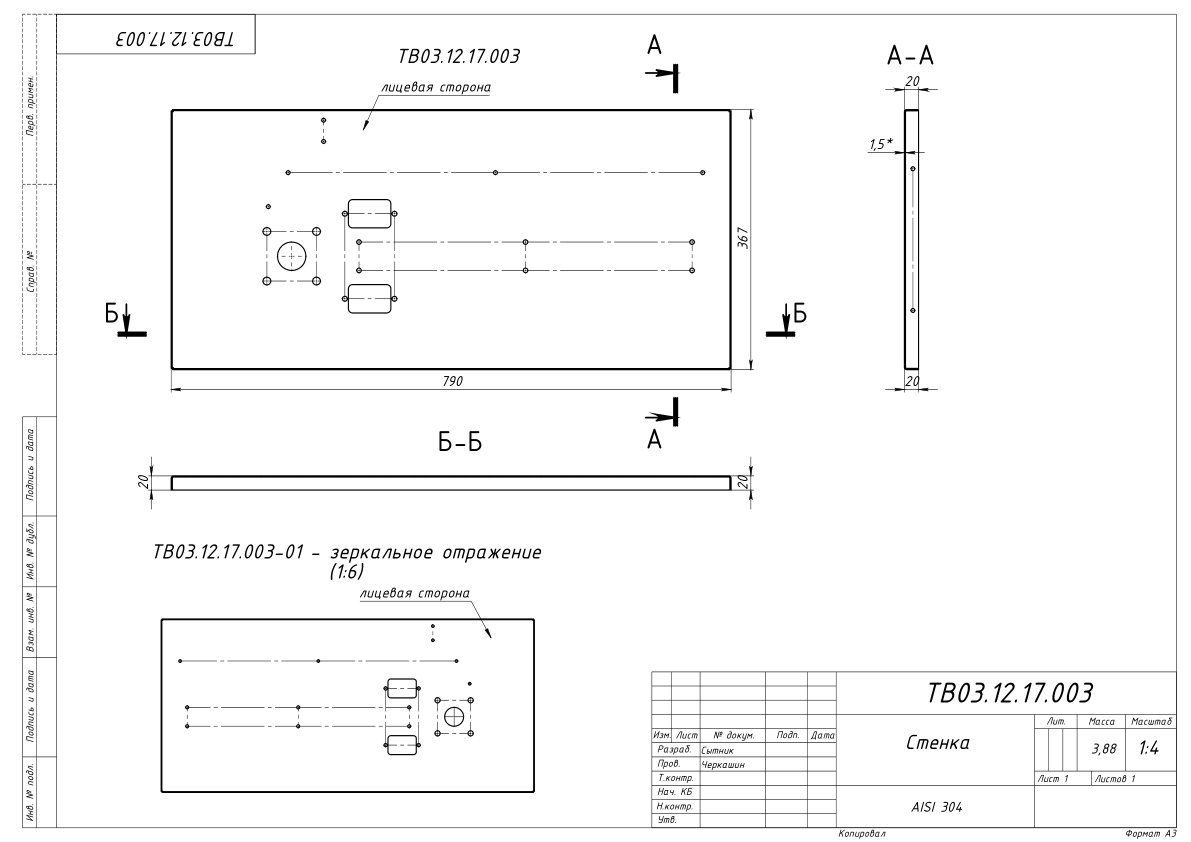 ТВ03.12.17.003
ТВ03.12.17.003
лицевая сторона
А
А-А
20
1,5*
367
Б
Б
790
20
А
Б-Б
20
20
ТВ03.12.17.003-01 - зеркальное отражение
(1:6)
лицевая сторона
Перв. примен.
Справ. №
Подпись и дата
Инв. № дубл.
Взам. инв. №
Подпись и дата
Инв. № подл.
ТВ03.12.17.003
Изм. Лист № докум. Подп. Дата
Разраб. Сытник
Пров. Черкашин
Т.контр.
Нач. КБ
Н.контр.
Утв.
Стенка
Лит. Масса Масштаб
3,88 1:4
Лист 1 Листов 1
AISI 304
Копировал Формат А3